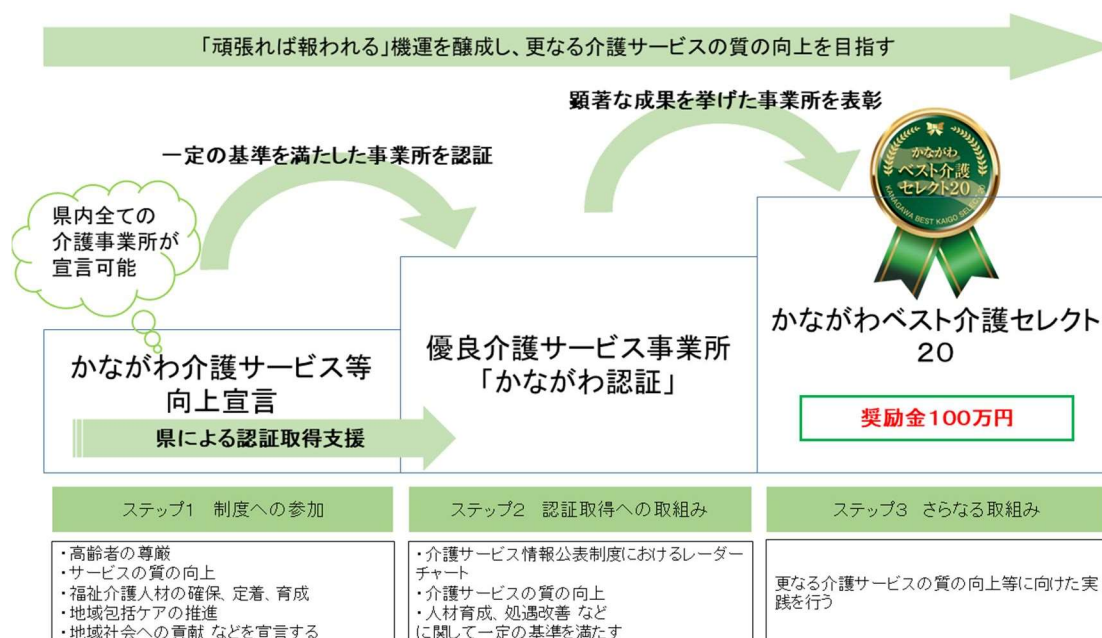 「頑張れば報われる」機運を醸成し、更なる介護サービスの質の向上を目指す
顕著な成果を挙げた事業所を表彰
一定の基準を満たした事業所を認証
県内全ての
介護事業所が
宣言可能
かながわ
ベスト介護
セレクト20
KANAGAWA BEST KAIGO SELECT 20
かながわ介護サービス等
向上宣言
県による認証取得支援
優良介護サービス事業所
「かながわ認証」
かながわベスト介護セレクト
20
奨励金100万円
ステップ1 制度への参加
・高齢者の尊厳
・サービスの質の向上
・福祉介護人材の確保、定着、育成
・地域包括ケアの推進
・地域社会への貢献 などを宣言する
ステップ2 認証取得への取組み
・介護サービス情報公表制度におけるレーダー
チャート
・介護サービスの質の向上
・人材育成、処遇改善 など
に関して一定の基準を満たす
ステップ3 さらなる取組み
更なる介護サービスの質の向上等に向けた実
践を行う